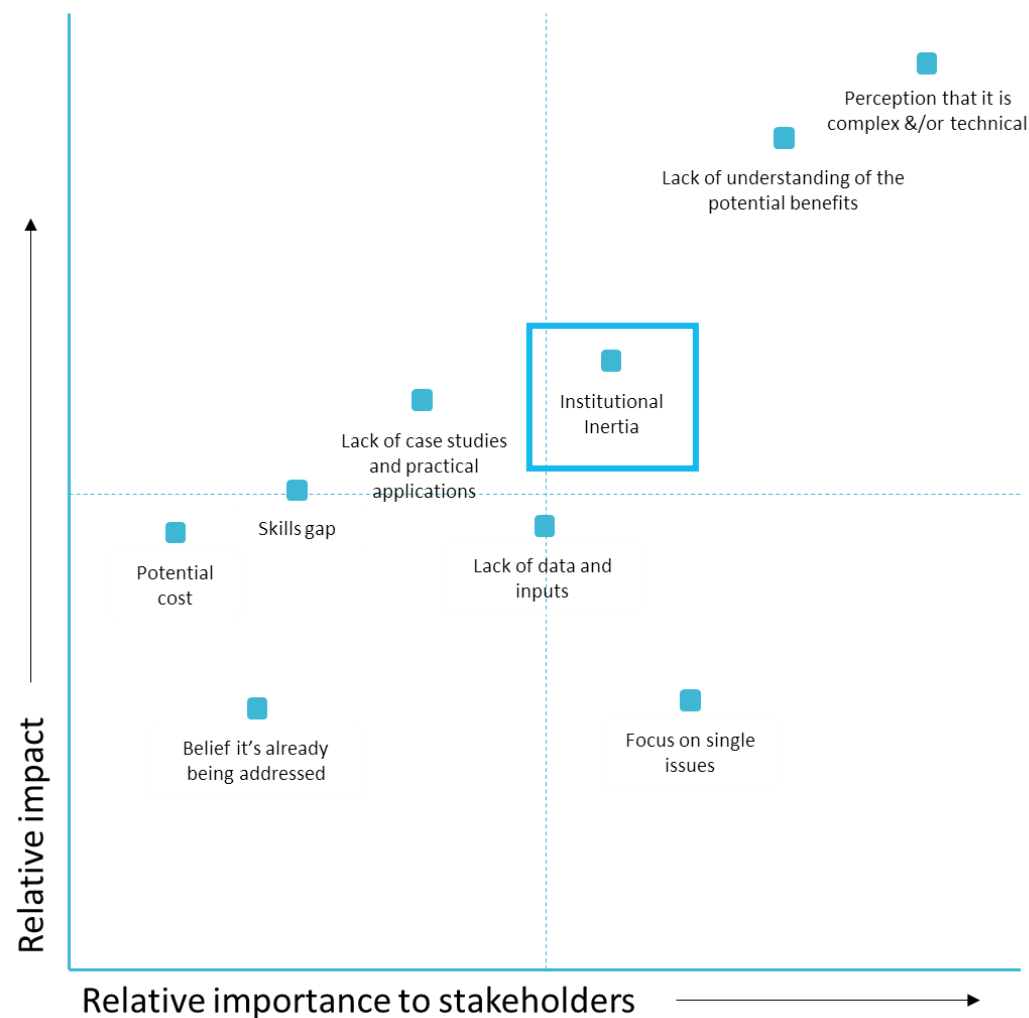 Perception that it is
complex &/or technical
Lack of understanding of the
potential benefits
Institutional
Inertia
Lack of case studies
and practical
applications
Skills gap
Potential
cost
Lack of data and
inputs
Belief it’s already
being addressed
Focus on single
issues
Relative impact
Relative importance to stakeholders